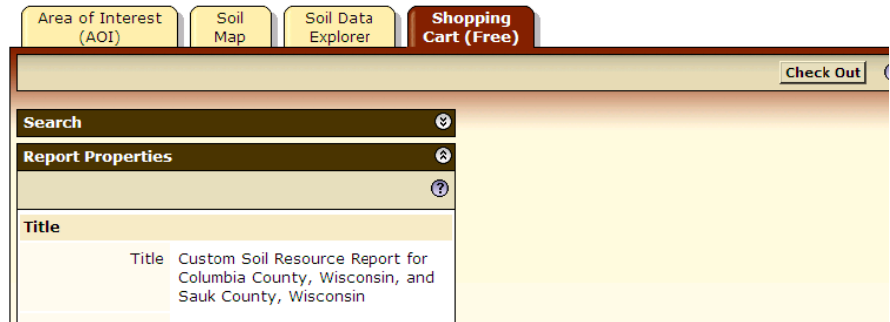 Area of Interest
(AOI)
Soil
Map
Soil Data
Explorer
Shopping
Cart (Free)
Check Out
Search
Report Properties
?
Title
Title Custom Soil Resource Report for
Columbia County, Wisconsin, and
Sauk County, Wisconsin